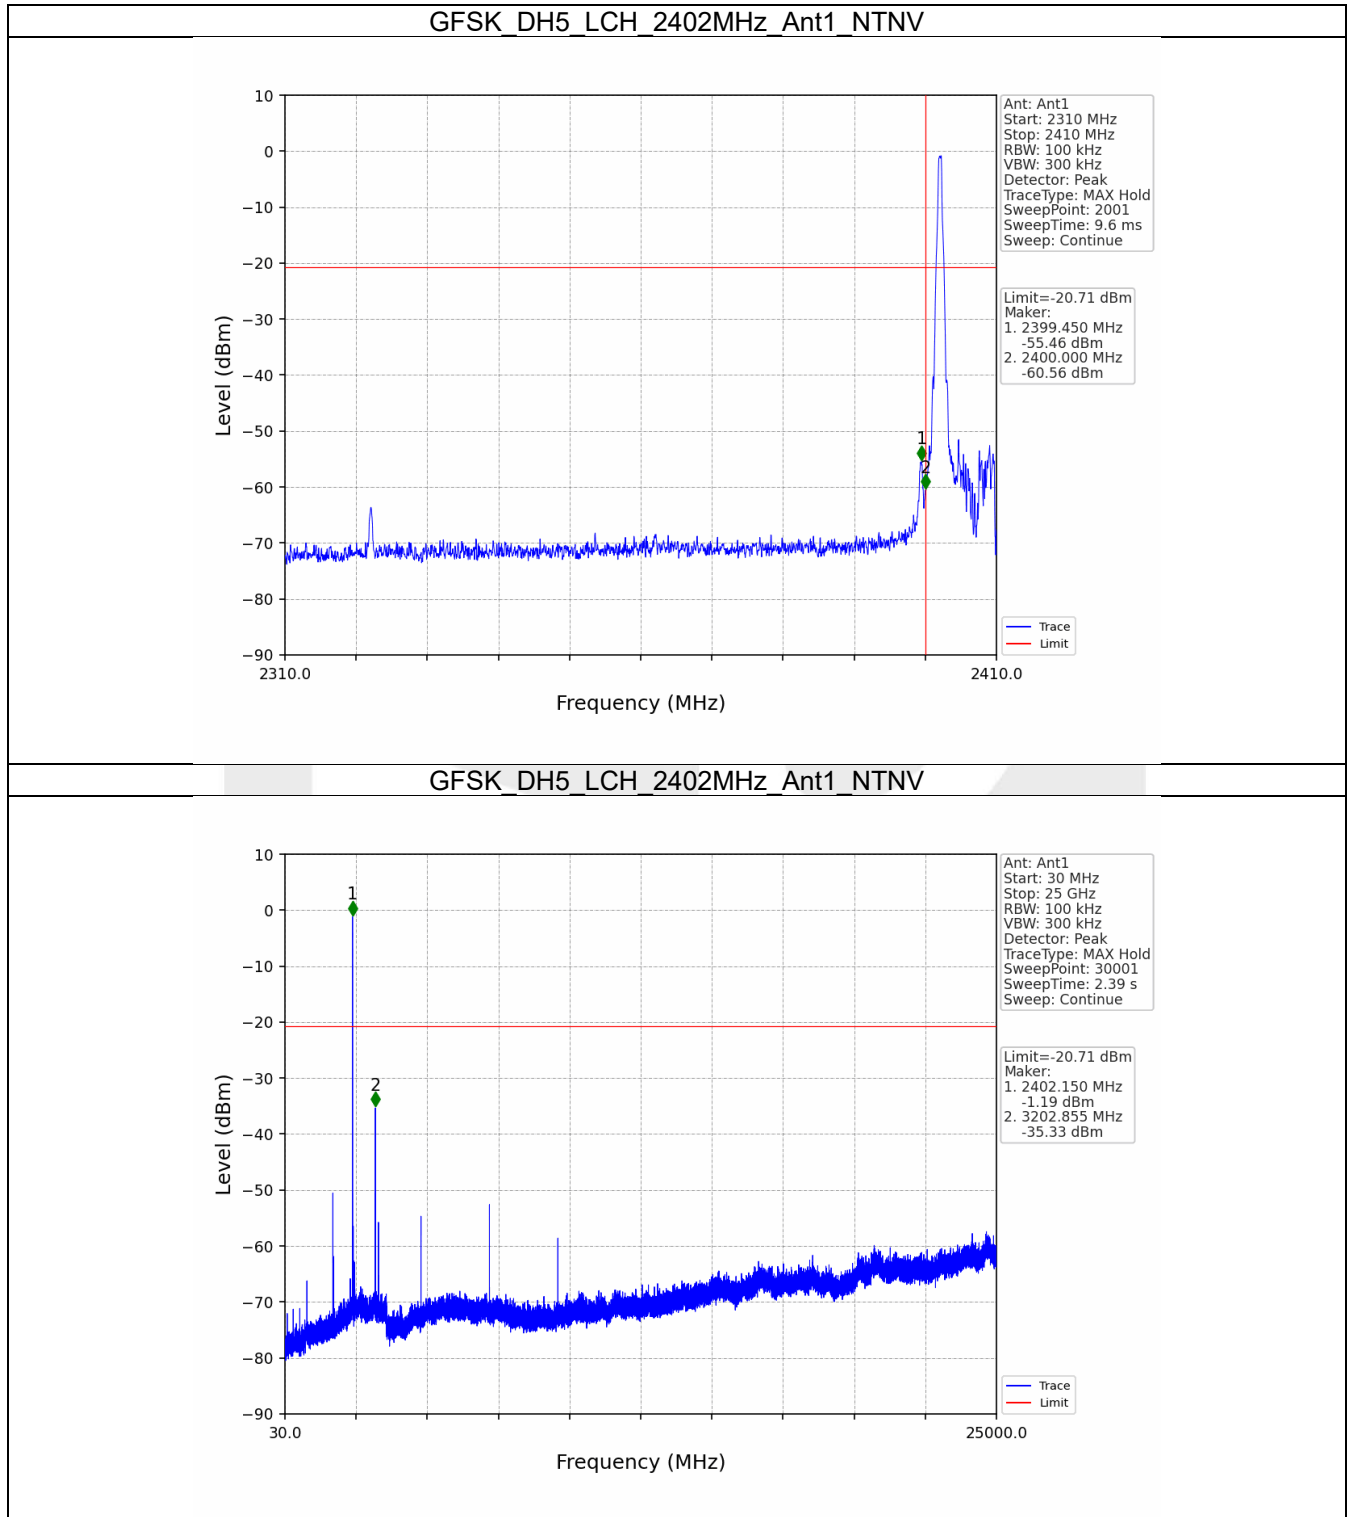 GFSK_DH5_LCH_2402MHz_Ant1_NTNV
10
0
−10
−20
−30
−40
−50
−60
−70
−80
−90
Level (dBm)
2310.0
2410.0
Frequency (MHz)
1
2
Ant: Ant1
Start: 2310 MHz
Stop: 2410 MHz
RBW: 100 kHz
VBW: 300 kHz
Detector: Peak
TraceType: MAX Hold
SweepPoint: 2001
SweepTime: 9.6 ms
Sweep: Continue
Limit=-20.71 dBm
Maker:
1. 2399.450 MHz
-55.46 dBm
2. 2400.000 MHz
-60.56 dBm
Trace
Limit
GFSK_DH5_LCH_2402MHz_Ant1_NTNV
10
0
−10
−20
−30
−40
−50
−60
−70
−80
−90
Level (dBm)
30.0
25000.0
Frequency (MHz)
1
2
Ant: Ant1
Start: 30 MHz
Stop: 25 GHz
RBW: 100 kHz
VBW: 300 kHz
Detector: Peak
TraceType: MAX Hold
SweepPoint: 30001
SweepTime: 2.39 s
Sweep: Continue
Limit=-20.71 dBm
Maker:
1. 2402.150 MHz
-1.19 dBm
2. 3202.855 MHz
-35.33 dBm
Trace
Limit